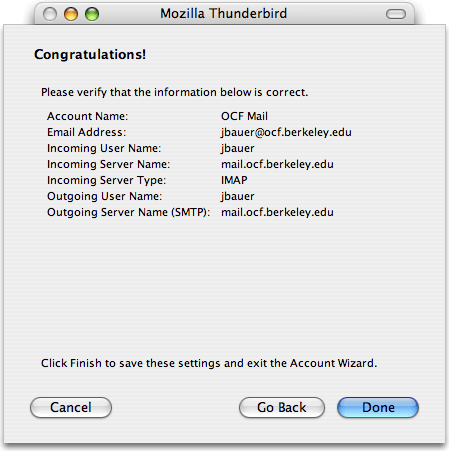 Mozilla Thunderbird
Congratulations!
Please verify that the information below is correct.
Account Name: OCF Mail
Email Address: jbauer@ocf.berkeley.edu
Incoming User Name: jbauer
Incoming Server Name: mail.ocf.berkeley.edu
Incoming Server Type: IMAP
Outgoing User Name: jbauer
Outgoing Server Name (SMTP): mail.ocf.berkeley.edu
Click Finish to save these settings and exit the Account Wizard.
Cancel Go Back Done